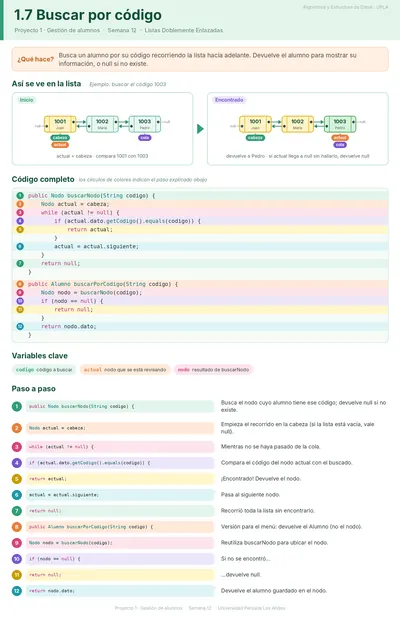 1.7 Buscar por código
Algoritmos y Estructura de Datos · UPLA
Proyecto 1 · Gestión de alumnos · Semana 12 · Listas Doblemente Enlazadas
¿Qué hace?
Busca un alumno por su código recorriendo la lista hacia adelante. Devuelve el alumno para mostrar su
información, o null si no existe.
Así se ve en la lista
Ejemplo: buscar el código 1003
Inicio
null
1001
Juan
1002
María
1003
Pedro
null
cabeza
actual
cola
actual = cabeza · compara 1001 con 1003
Encontrado
null
1001
Juan
1002
María
1003
Pedro
null
cabeza
actual
cola
devuelve a Pedro · si actual llega a null sin hallarlo, devuelve null
Código completo
los círculos de colores indican el paso explicado abajo
1 public Nodo buscarNodo(String codigo) {
2 Nodo actual = cabeza;
3 while (actual != null) {
4 if (actual.dato.getCodigo().equals(codigo)) {
5 return actual;
}
6 actual = actual.siguiente;
}
7 return null;
}
8 public Alumno buscarPorCodigo(String codigo) {
9 Nodo nodo = buscarNodo(codigo);
10 if (nodo == null) {
11 return null;
}
12 return nodo.dato;
}
Variables clave
codigo código a buscar
actual nodo que se está revisando
nodo resultado de buscarNodo
Paso a paso
1 public Nodo buscarNodo(String codigo) {
Busca el nodo cuyo alumno tiene ese código; devuelve null si no
existe.
2 Nodo actual = cabeza;
Empieza el recorrido en la cabeza (si la lista está vacía, vale
null).
3 while (actual != null) {
Mientras no se haya pasado de la cola.
4 if (actual.dato.getCodigo().equals(codigo)) {
Compara el código del nodo actual con el buscado.
5 return actual;
¡Encontrado! Devuelve el nodo.
6 actual = actual.siguiente;
Pasa al siguiente nodo.
7 return null;
Recorrió toda la lista sin encontrarlo.
8 public Alumno buscarPorCodigo(String codigo) {
Versión para el menú: devuelve el Alumno (no el nodo).
9 Nodo nodo = buscarNodo(codigo);
Reutiliza buscarNodo para ubicar el nodo.
10 if (nodo == null) {
Si no se encontró...
11 return null;
...devuelve null.
12 return nodo.dato;
Devuelve el alumno guardado en el nodo.
Proyecto 1 · Gestión de alumnos · Semana 12 · Universidad Peruana Los Andes